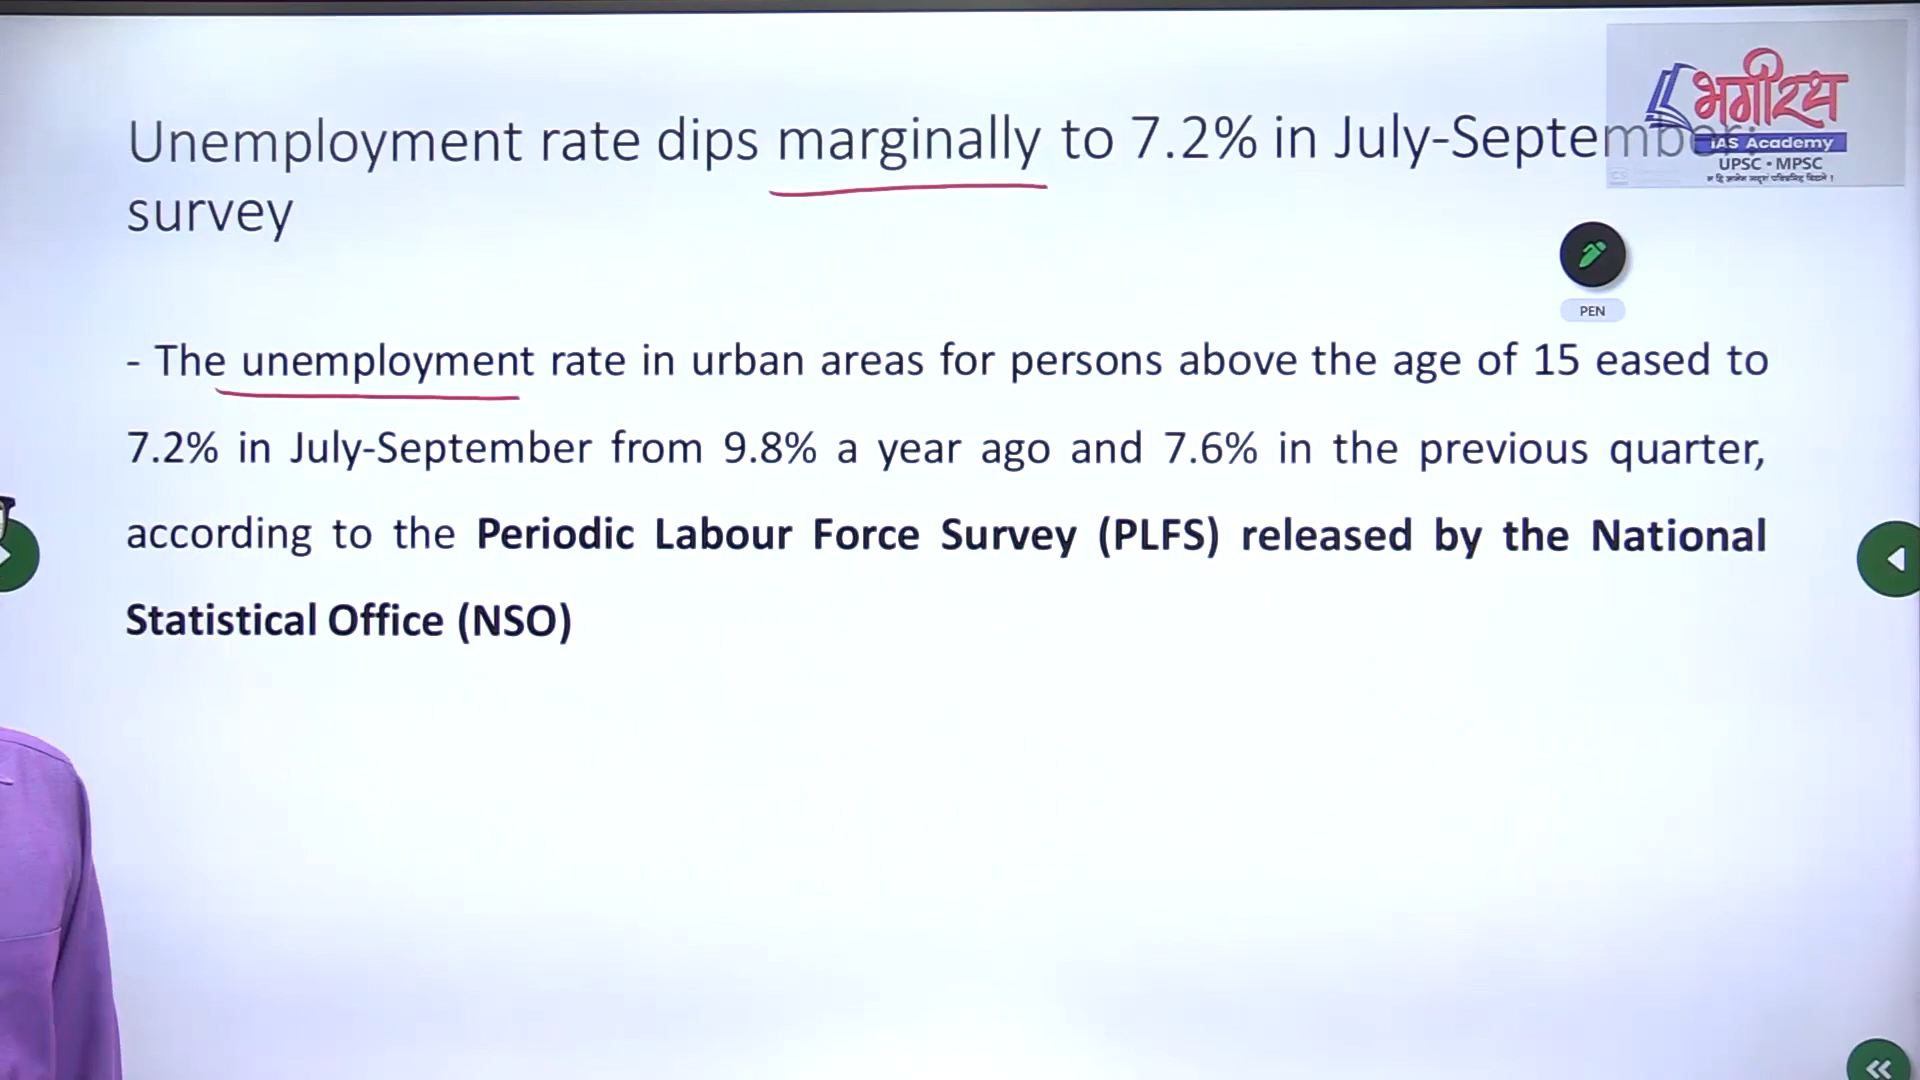 Unemployment rate dips marginally to 7.2% in July-September:
survey
भगीरथ
iAS Academy
UPSC • MPSC
PEN
- The unemployment rate in urban areas for persons above the age of 15 eased to
7.2% in July-September from 9.8% a year ago and 7.6% in the previous quarter,
according to the Periodic Labour Force Survey (PLFS) released by the National
Statistical Office (NSO)